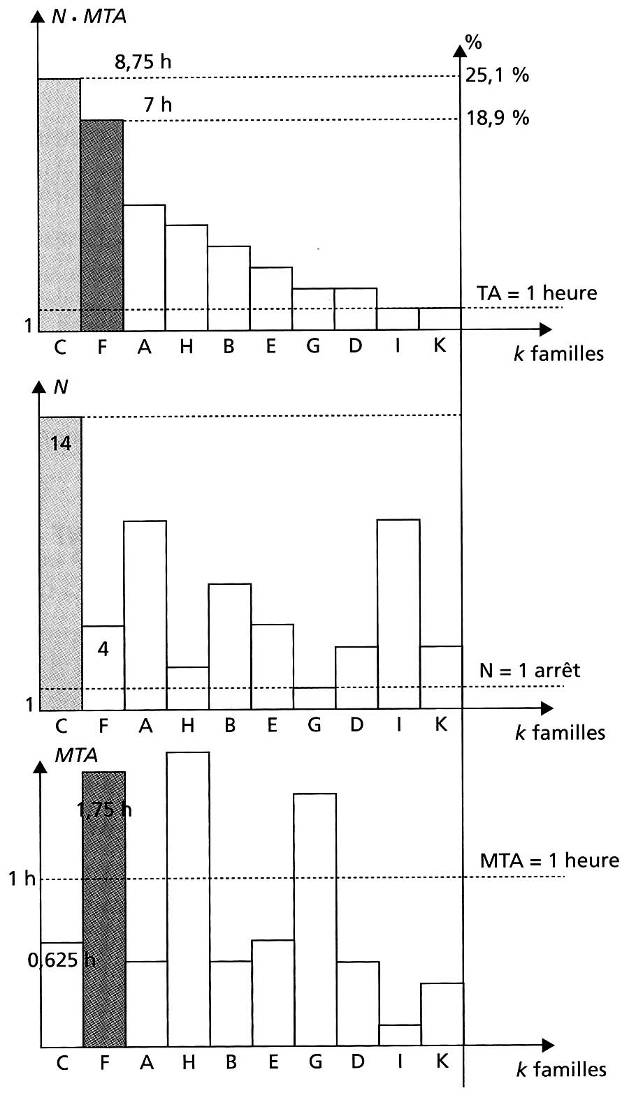 N · MTA
%
8,75 h
25,1 %
7 h
18,9 %
TA = 1 heure
1
C F A H B E G D I K
k familles
N
14
4
N = 1 arrêt
1
C F A H B E G D I K
k familles
MTA
1,75 h
MTA = 1 heure
1 h
0,625 h
C F A H B E G D I K
k familles